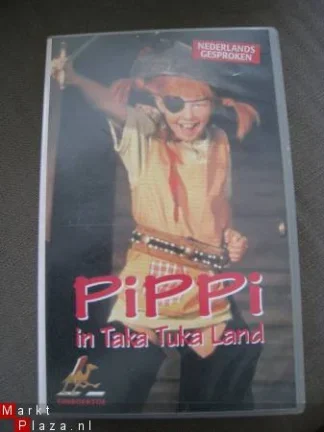 NEDERLANDS
GESPROKEN
PiPPi
in Taka Tuka Land
Markt
Plaza.nl